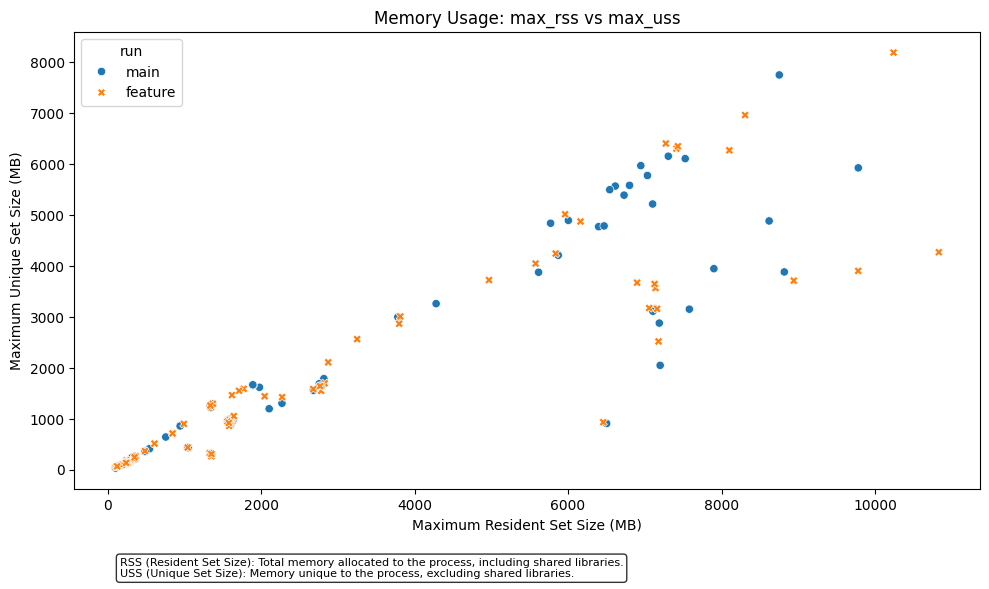 Memory Usage: max_rss vs max_uss
run
main
feature
8000
7000
6000
5000
4000
3000
2000
1000
0
Maximum Unique Set Size (MB)
0
2000
4000
6000
8000
10000
Maximum Resident Set Size (MB)
RSS (Resident Set Size): Total memory allocated to the process, including shared libraries.
USS (Unique Set Size): Memory unique to the process, excluding shared libraries.